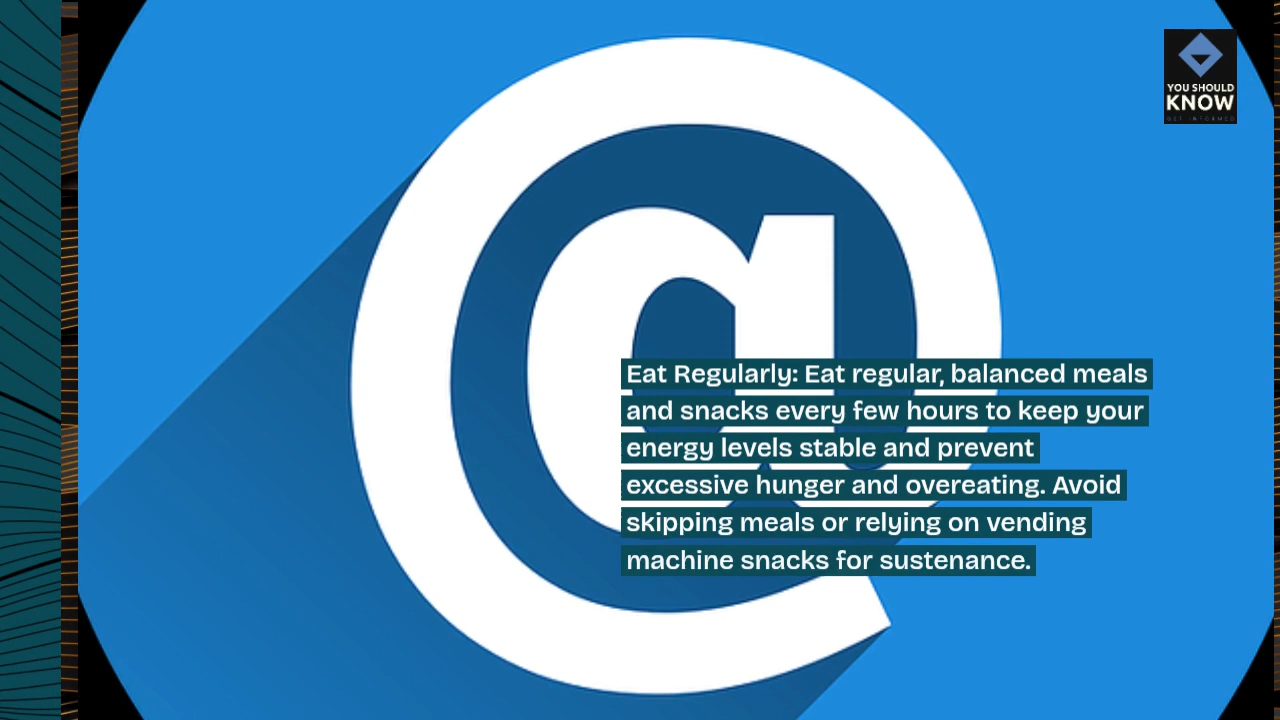 YOU SHOULD
KNOW
GET INFORMED
Eat Regularly: Eat regular, balanced meals
and snacks every few hours to keep your
energy levels stable and prevent
excessive hunger and overeating. Avoid
skipping meals or relying on vending
machine snacks for sustenance.